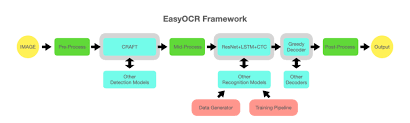 EasyOCR Framework
IMAGE
Pre-Process
CRAFT
Mid-Process
ResNet+LSTM+CTC
Greedy
Decoder
Post-Process
Output
Other
Detection Models
Other
Recognition Models
Other
Decoders
Data Generator
Training Pipeline